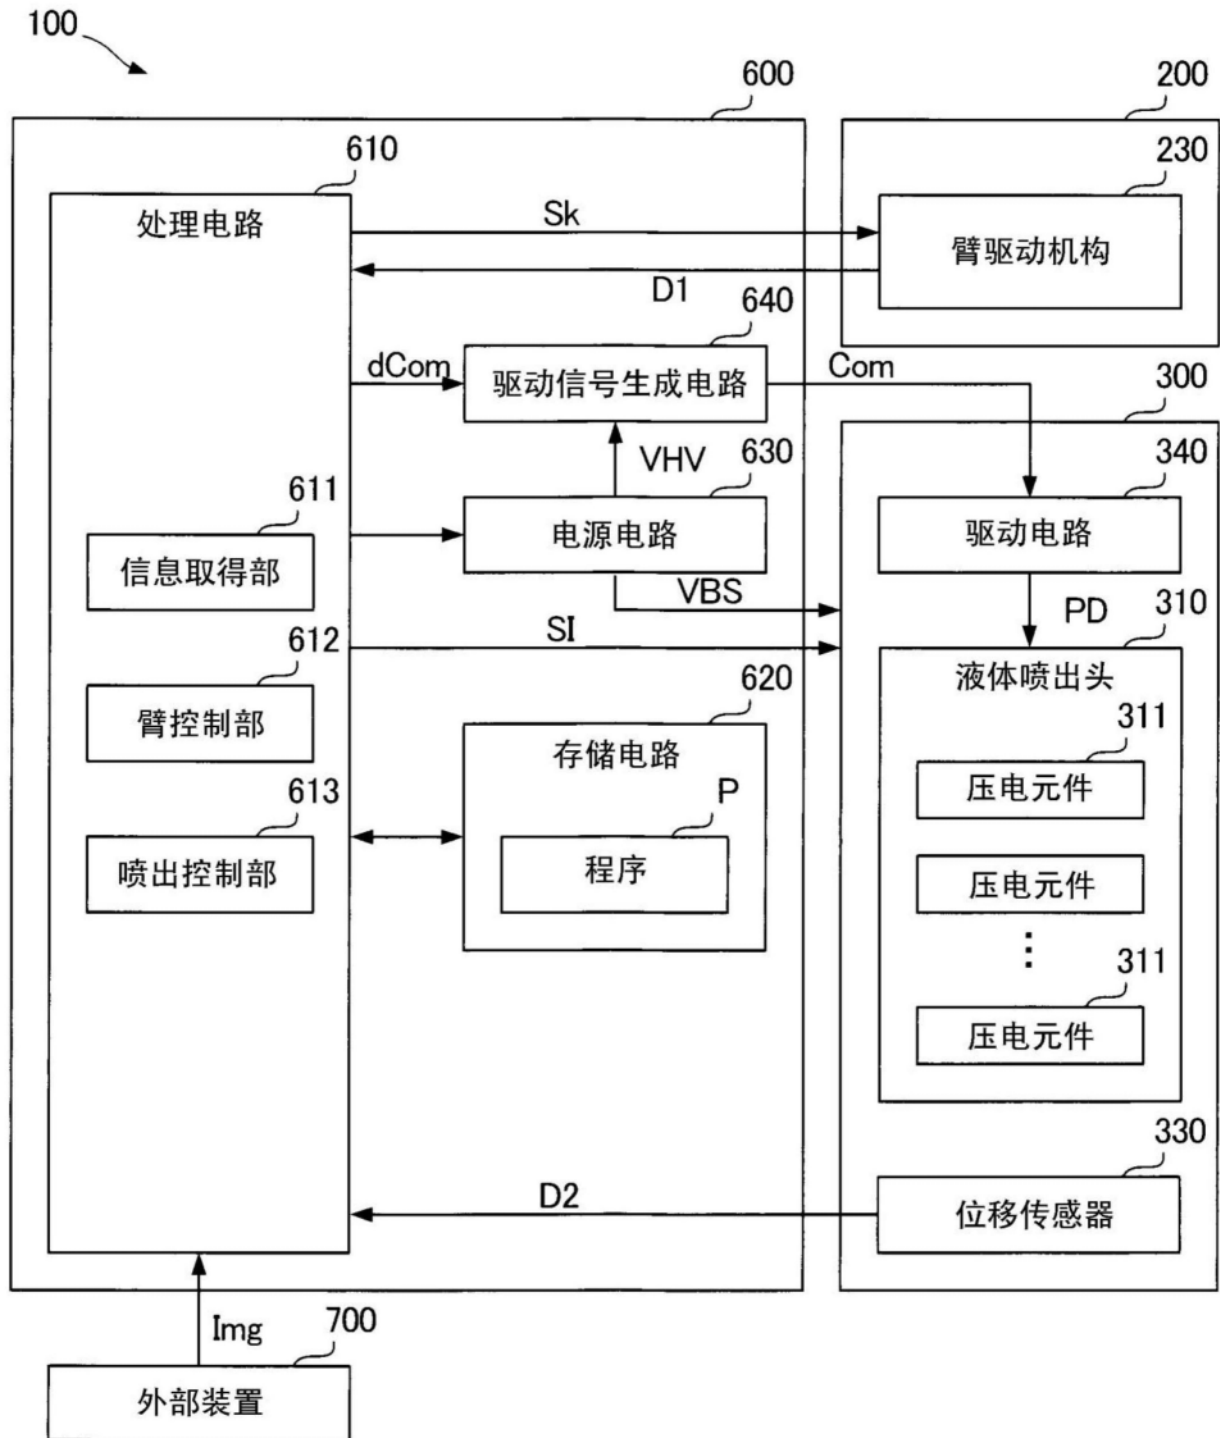 100
600
200
610
230
处理电路
Sk
臂驱动机构
D1
640
dCom
驱动信号生成电路
Com
300
VHV
630
340
611
电源电路
驱动电路
信息取得部
VBS
PD
310
SI
612
620
液体喷出头
臂控制部
存储电路
311
613
P
压电元件
喷出控制部
程序
压电元件
⋮
311
压电元件
330
D2
位移传感器
Img
700
外部装置